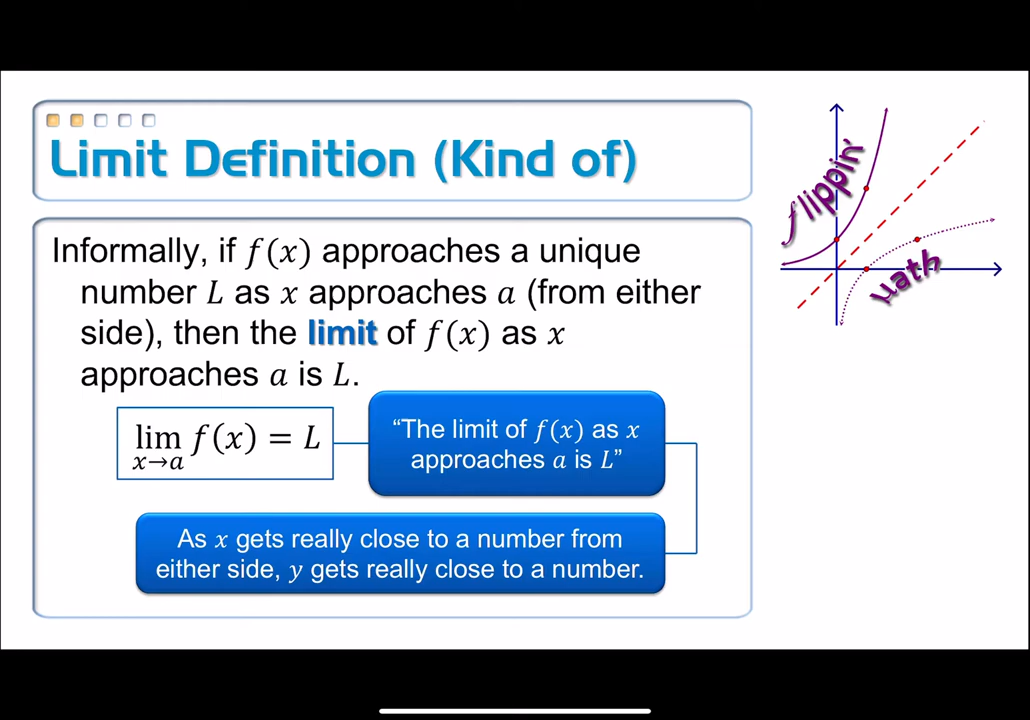 Limit Definition (Kind of)
Informally, if f(x) approaches a unique
number L as x approaches a (from either
side), then the limit of f(x) as x
approaches a is L.
lim f(x) = L
x→a
“The limit of f(x) as x
approaches a is L”
As x gets really close to a number from
either side, y gets really close to a number.
flippin'
math